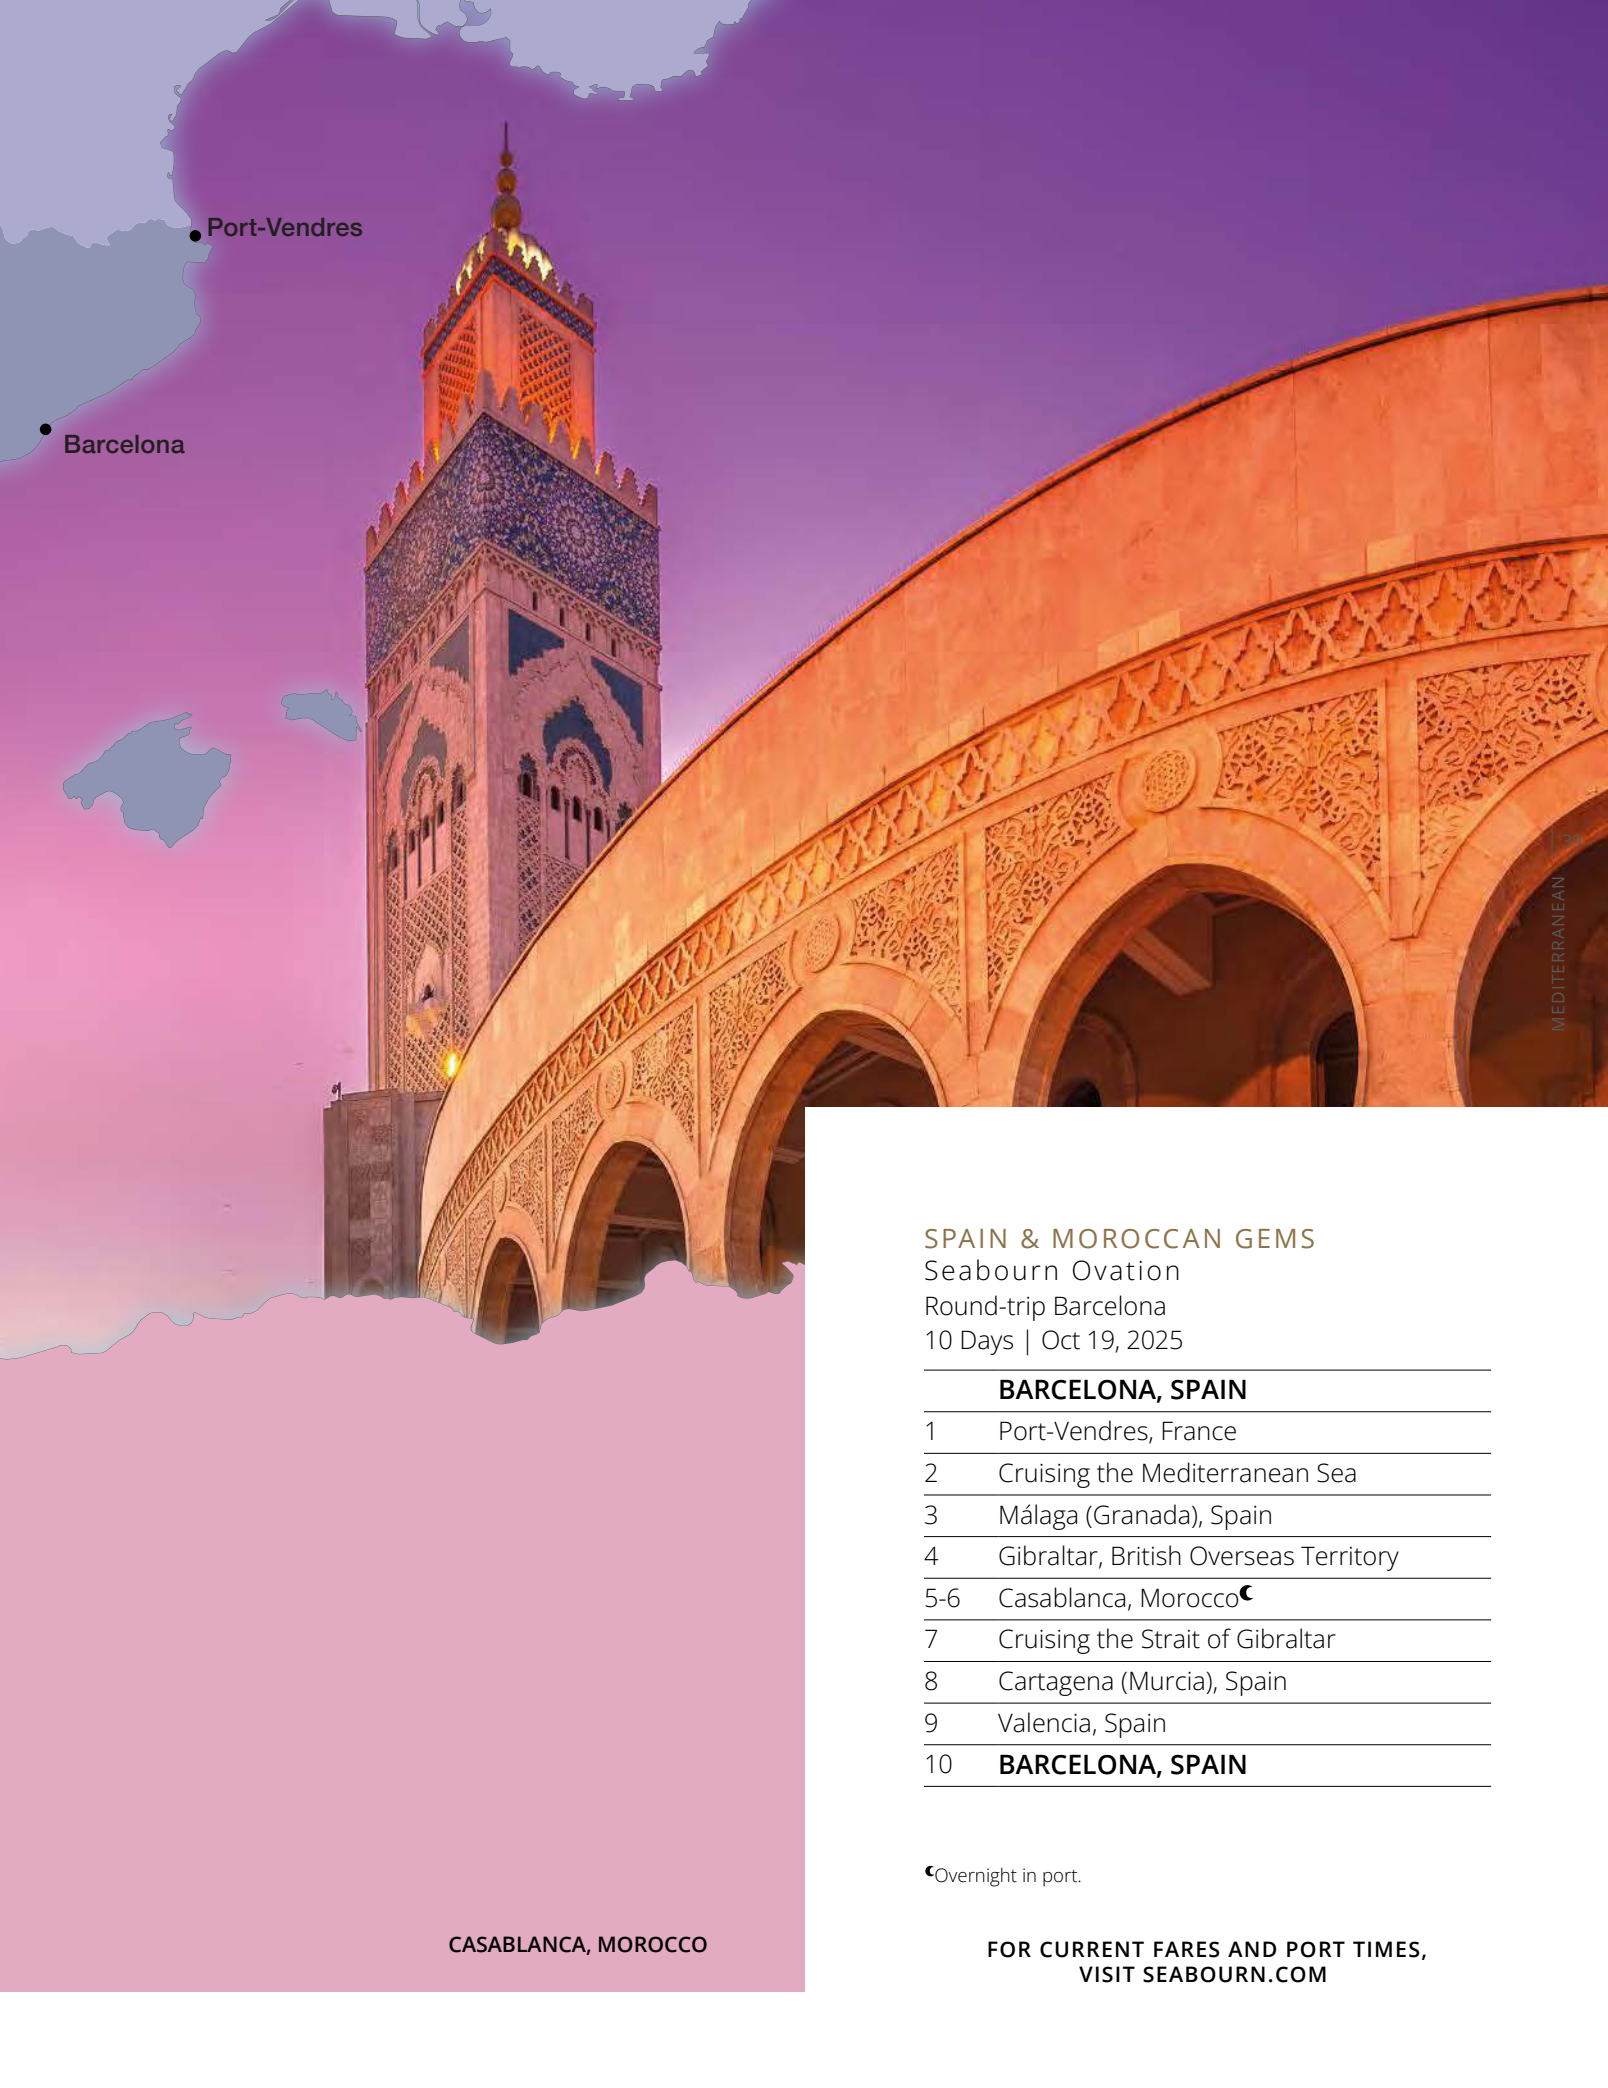 Port-Vendres
Barcelona
MEDITERRANEAN | 39
SPAIN & MOROCCAN GEMS
Seabourn Ovation
Round-trip Barcelona
10 Days | Oct 19, 2025
BARCELONA, SPAIN
1 Port-Vendres, France
2 Cruising the Mediterranean Sea
3 Málaga (Granada), Spain
4 Gibraltar, British Overseas Territory
5-6 Casablanca, Morocco☾
7 Cruising the Strait of Gibraltar
8 Cartagena (Murcia), Spain
9 Valencia, Spain
10 BARCELONA, SPAIN
☾Overnight in port.
CASABLANCA, MOROCCO
FOR CURRENT FARES AND PORT TIMES,
VISIT SEABOURN.COM